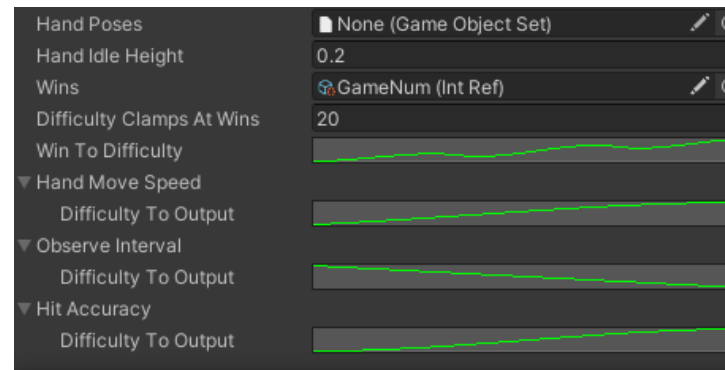 Hand Poses None (Game Object Set)
Hand Idle Height 0.2
Wins GameNum (Int Ref)
Difficulty Clamps At Wins 20
Win To Difficulty
Hand Move Speed
Difficulty To Output
Observe Interval
Difficulty To Output
Hit Accuracy
Difficulty To Output